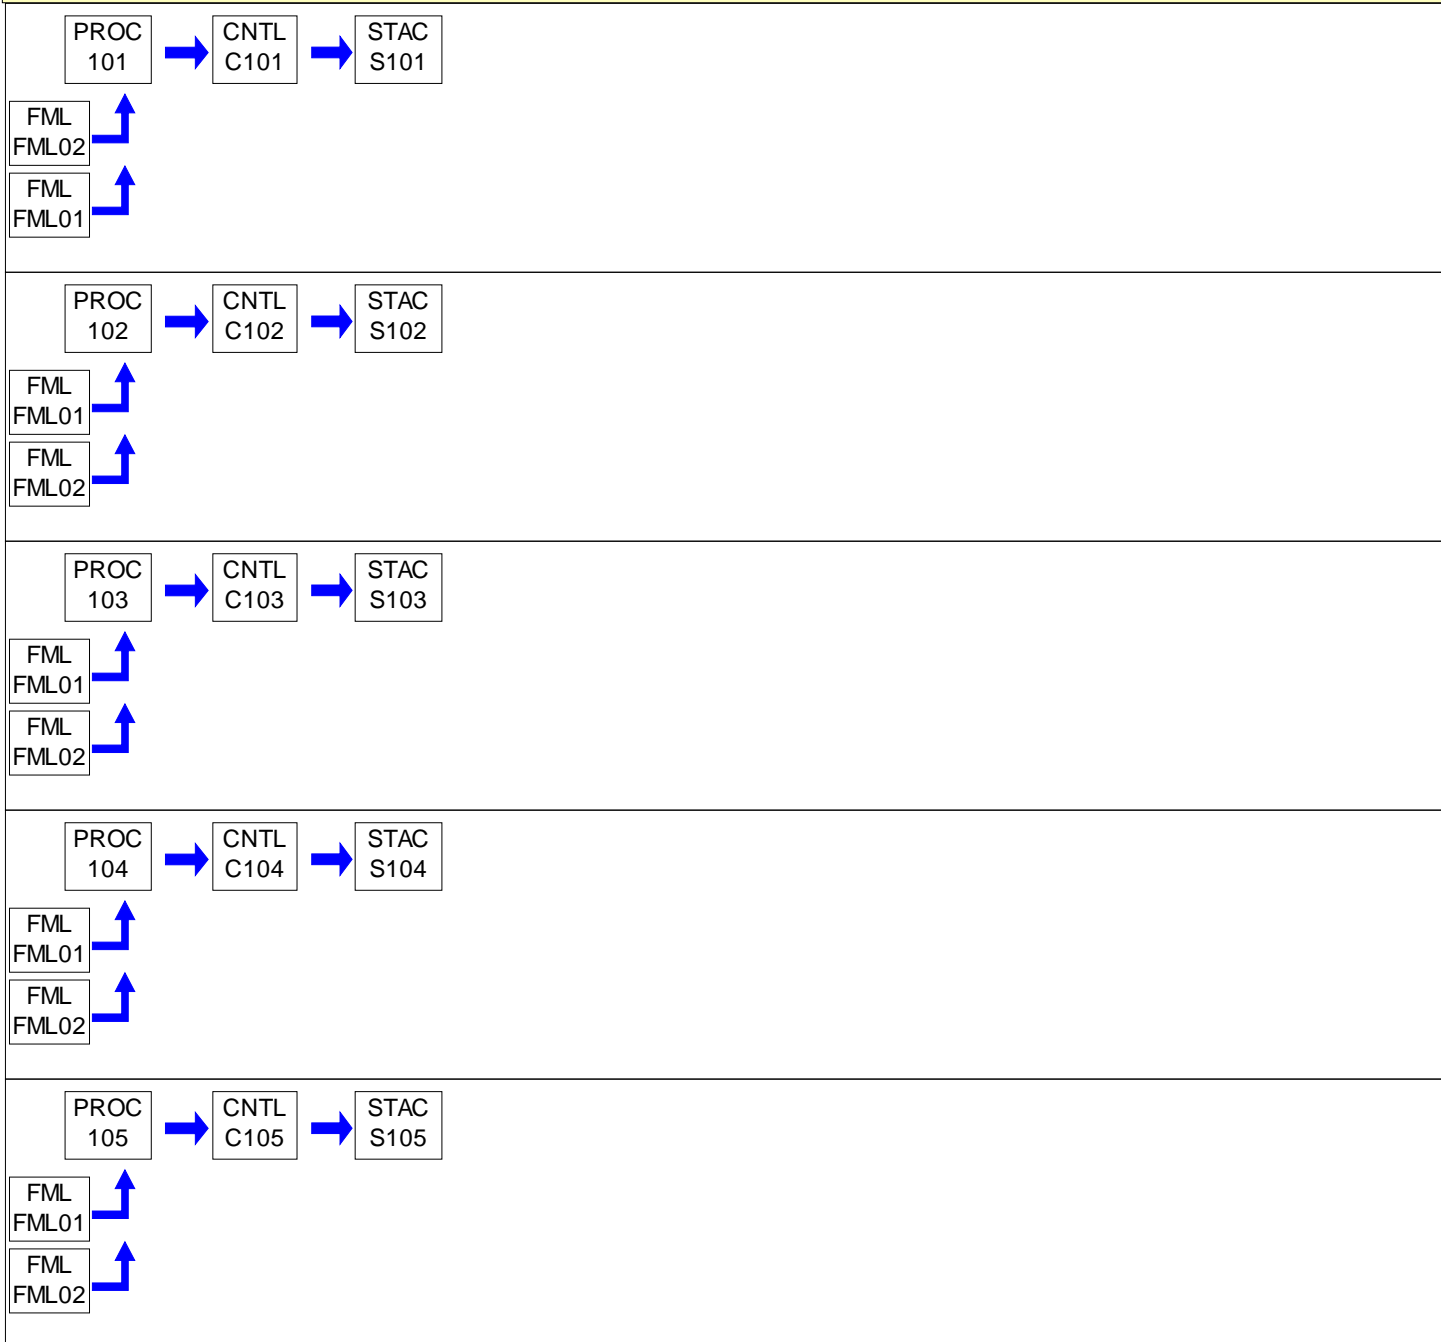 PROC
101
CNTL
C101
STAC
S101
FML
FML02
FML
FML01
PROC
102
CNTL
C102
STAC
S102
FML
FML01
FML
FML02
PROC
103
CNTL
C103
STAC
S103
FML
FML01
FML
FML02
PROC
104
CNTL
C104
STAC
S104
FML
FML01
FML
FML02
PROC
105
CNTL
C105
STAC
S105
FML
FML01
FML
FML02